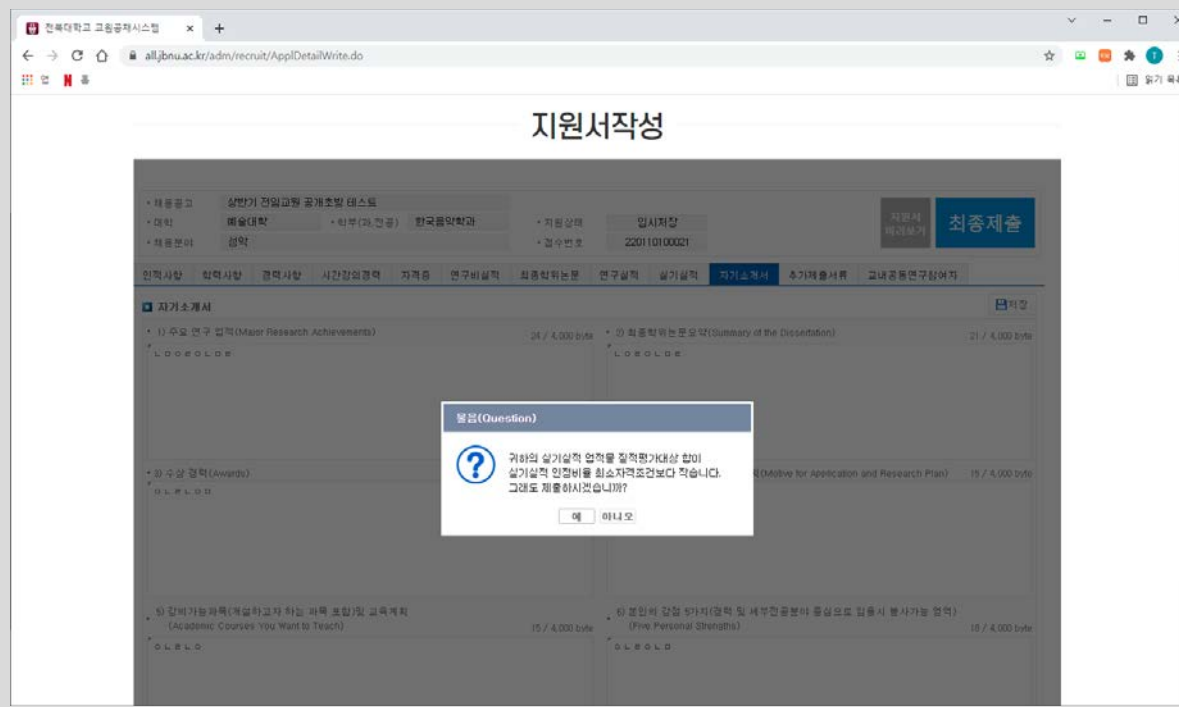 전북대학교 교원공채시스템
all.jbnu.ac.kr/adm/recruit/ApplDetailWrite.do
앱 N 홈
읽기 목록
지원서작성
• 채용공고 상반기 전임교원 공개초빙 테스트
• 대학 예술대학 • 학부(과,전공) 한국음악학과 • 지원상태 임시저장
• 채용분야 성악 • 접수번호 220110100021
지원서
미리보기
최종제출
인적사항 학력사항 경력사항 시간강의경력 자격증 연구비실적 최종학위논문 연구실적 실기실적 자기소개서 추가제출서류 교내공동연구참여자
자기소개서 저장
• 1) 주요 연구 업적(Major Research Achievements) 24 / 4,000 byte
• 2) 최종학위논문요약(Summary of the Dissertation) 21 / 4,000 byte
물음(Question)
귀하의 실기실적 업적물 질적평가대상 합이
실기실적 인정비율 최소자격조건보다 작습니다.
그래도 제출하시겠습니까?
예 아니오
• 3) 수상 경력(Awards)
(Motive for Application and Research Plan)
5) 강의가능과목(개설하고자 하는 과목 포함)및 교육계획
(Academic Courses You Want to Teach) 15 / 4,000 byte
6) 본인의 강점 5가지(경력 및 세부전공분야 중심으로 임용시 봉사가능 영역)
(Five Personal Strengths) 18 / 4,000 byte